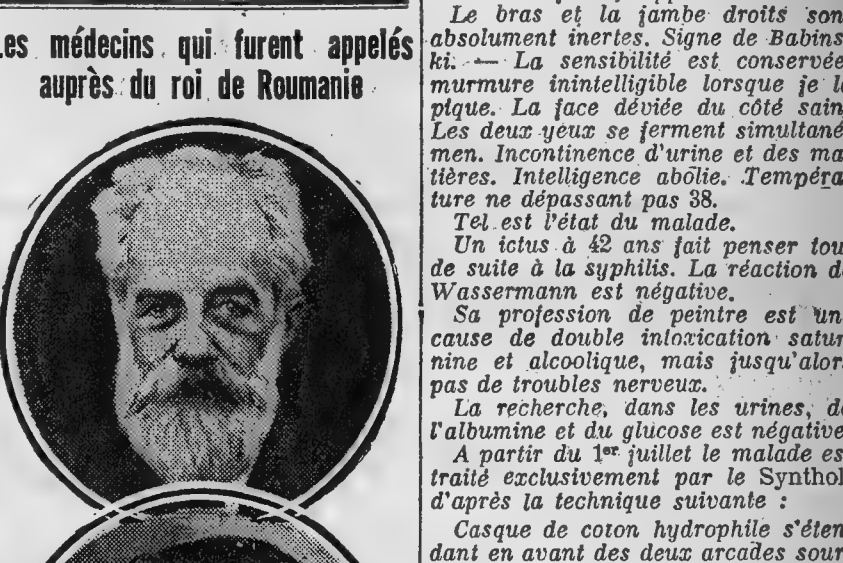 Les médecins qui furent appelés
auprès du roi de Roumanie
Le bras et la jambe droits son
absolument inertes. Signe de Babins
ki. — La sensibilité est conservée
murmure inintelligible lorsque je l
pique. La face déviée du côté sain
Les deux yeux se ferment simultané
men. Incontinence d'urine et des ma
tières. Intelligence abolie. Tempéra
ture ne dépassant pas 38.
Tel est l'état du malade.
Un ictus à 42 ans fait penser tou
de suite à la syphilis. La réaction d
Wassermann est négative.
Sa profession de peintre est un
cause de double intoxication satur
nine et alcoolique, mais jusqu'alor
pas de troubles nerveux.
La recherche, dans les urines, d
l'albumine et du glucose est négative
A partir du 1er juillet le malade es
traité exclusivement par le Synthol
d'après la technique suivante :
Casque de coton hydrophile s'éten
dant en avant des deux arcades sour